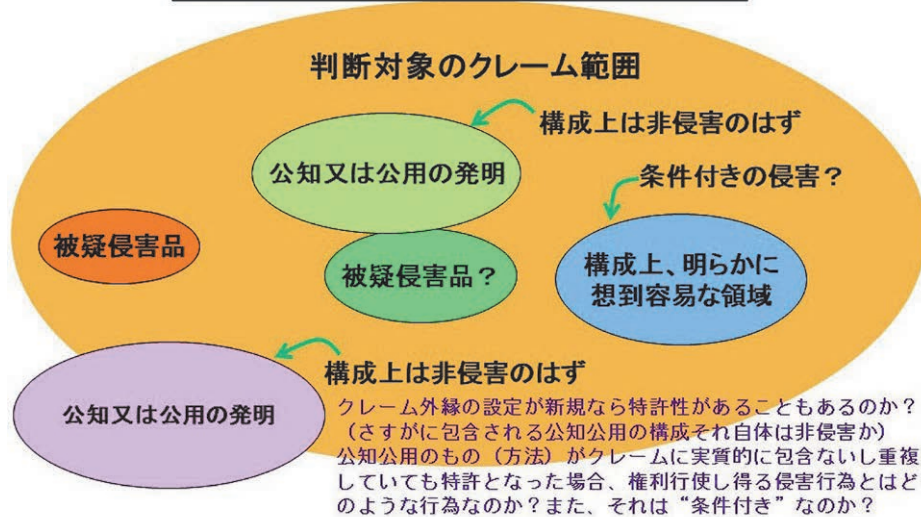 判断対象のクレーム範囲
構成上は非侵害のはず
公知又は公用の発明
条件付きの侵害？
被疑侵害品
被疑侵害品？
構成上、明らかに
想到容易な領域
構成上は非侵害のはず
公知又は公用の発明
クレーム外縁の設定が新規なら特許性があることもあるのか？
（さすがに包含される公知公用の構成それ自体は非侵害か）
公知公用のもの（方法）がクレームに実質的に包含ないし重複
していても特許となった場合、権利行使し得る侵害行為とはど
のような行為なのか？また、それは“条件付き”なのか？